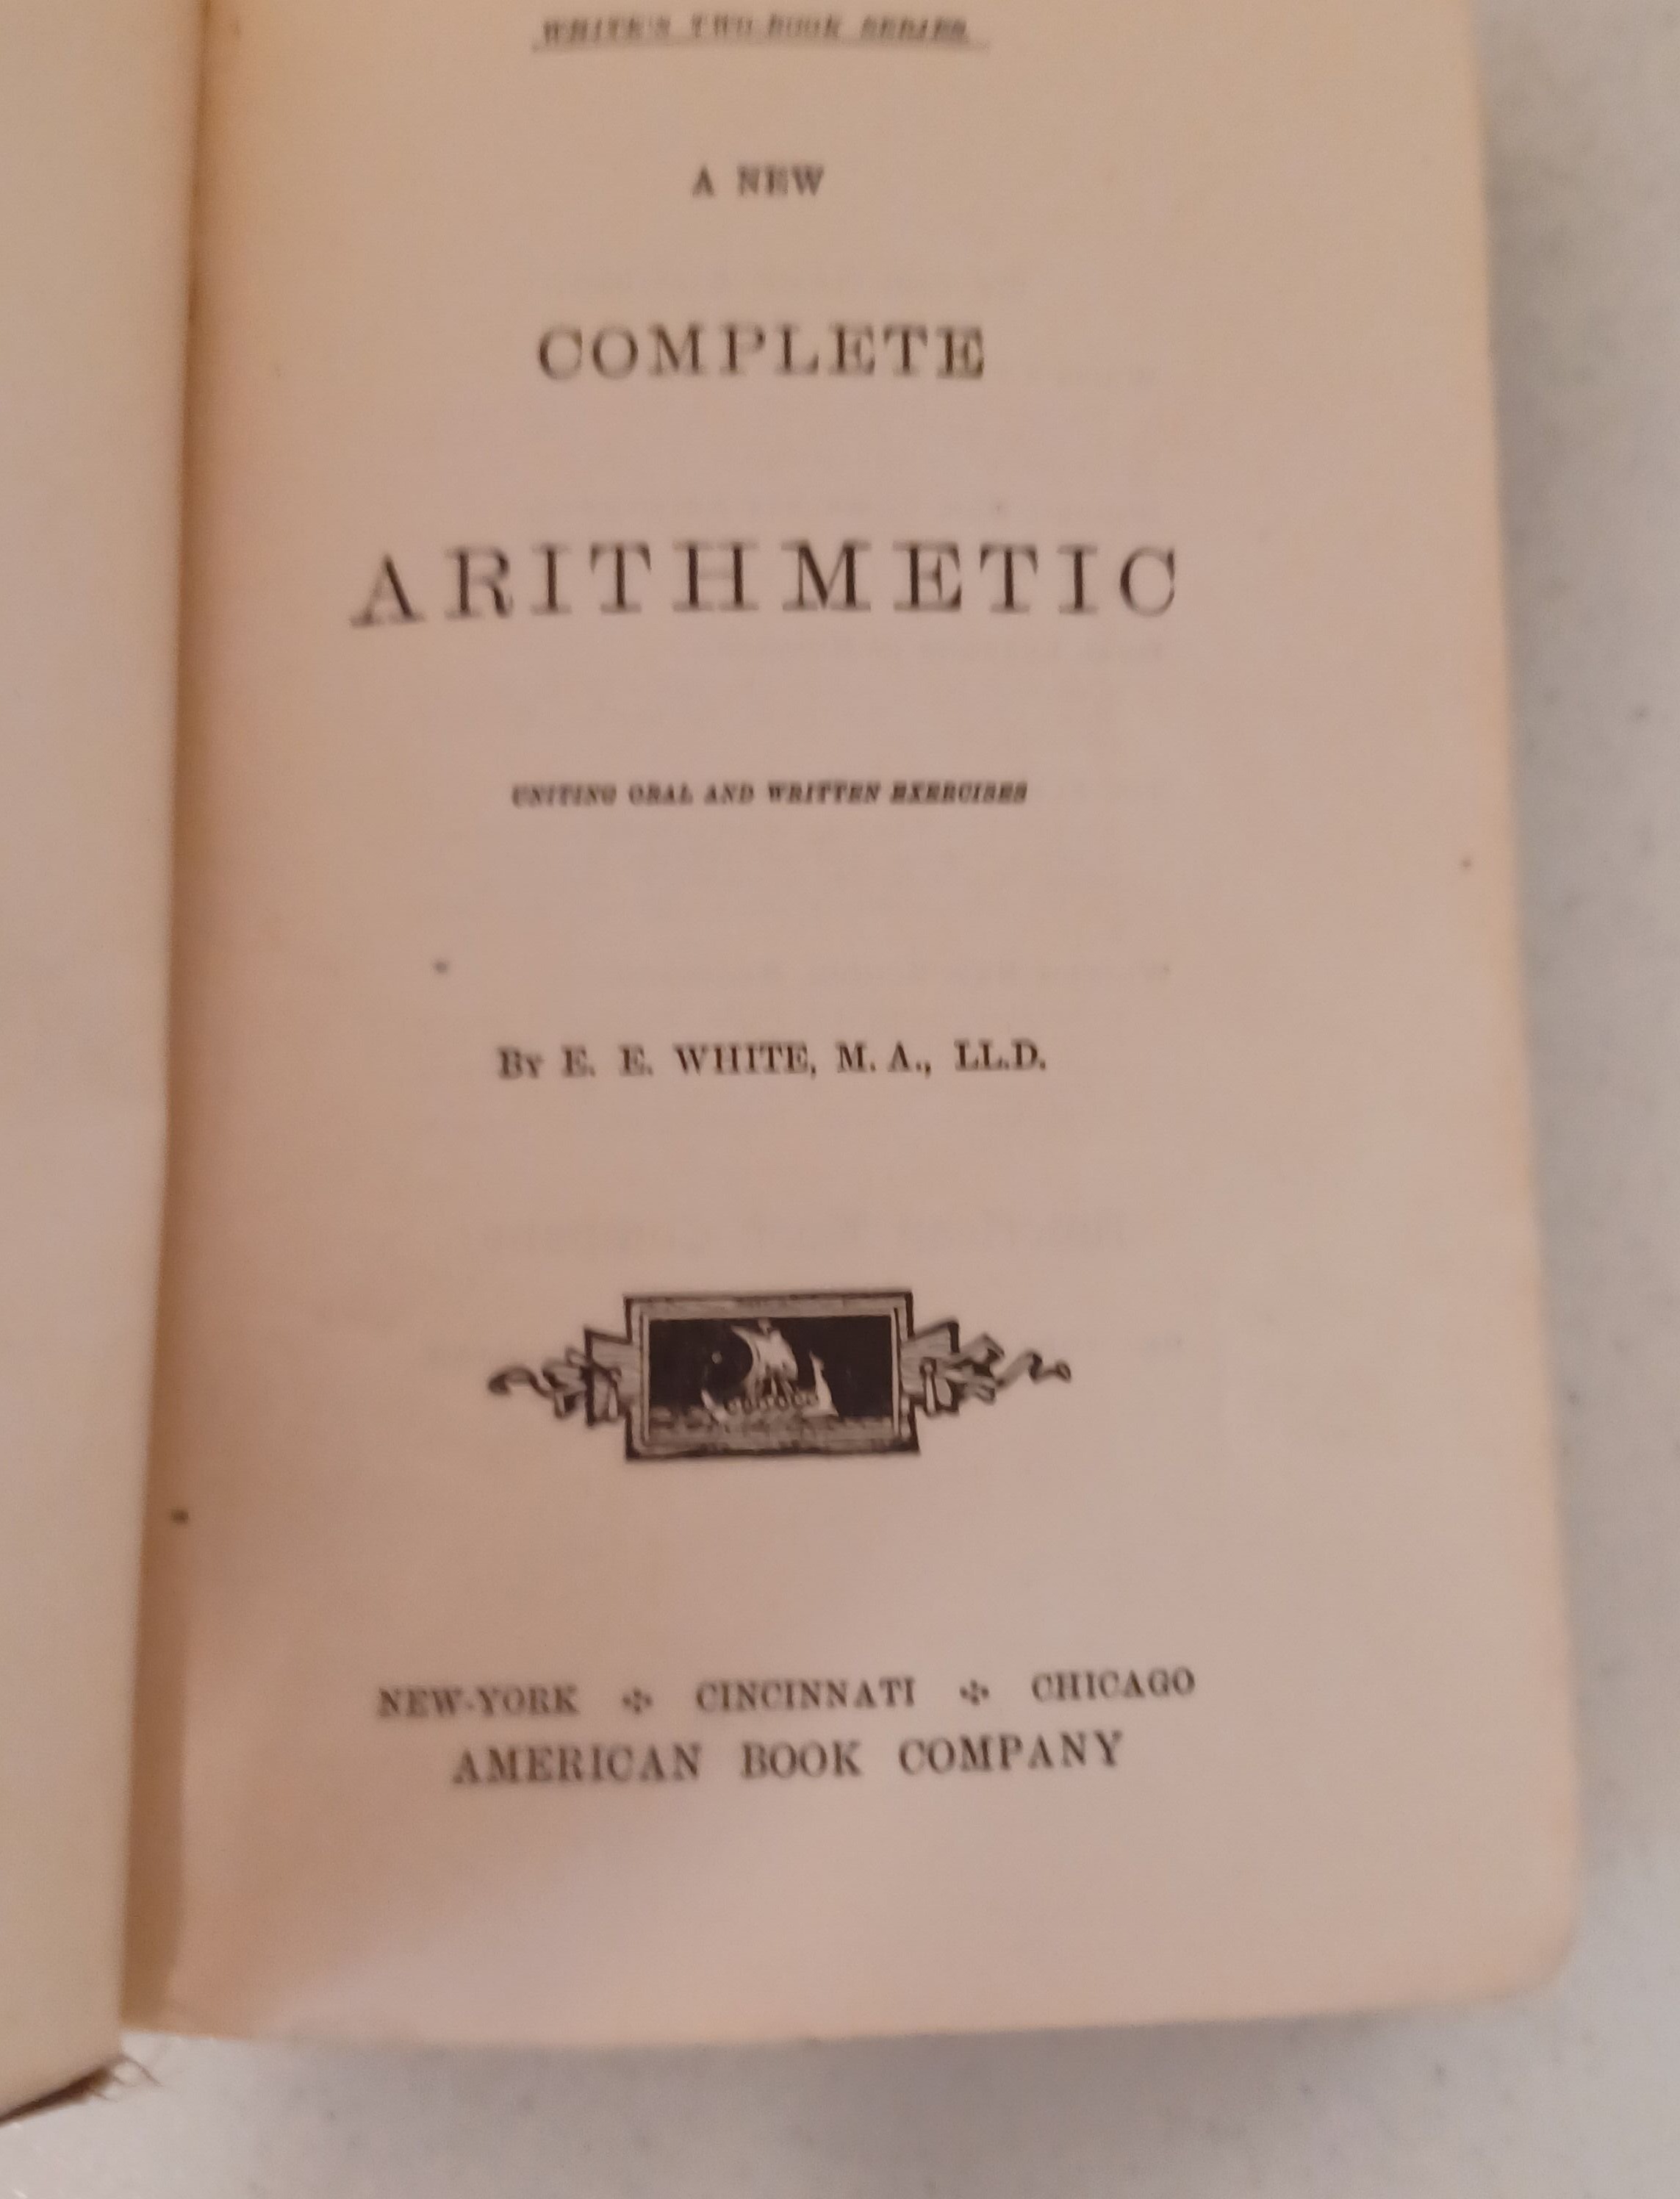 WHITE'S TWO-BOOK SERIES
A NEW
COMPLETE
ARITHMETIC
UNITING ORAL AND WRITTEN EXERCISES
BY E. E. WHITE, M. A., LL.D.
NEW-YORK ✣ CINCINNATI ✣ CHICAGO
AMERICAN BOOK COMPANY